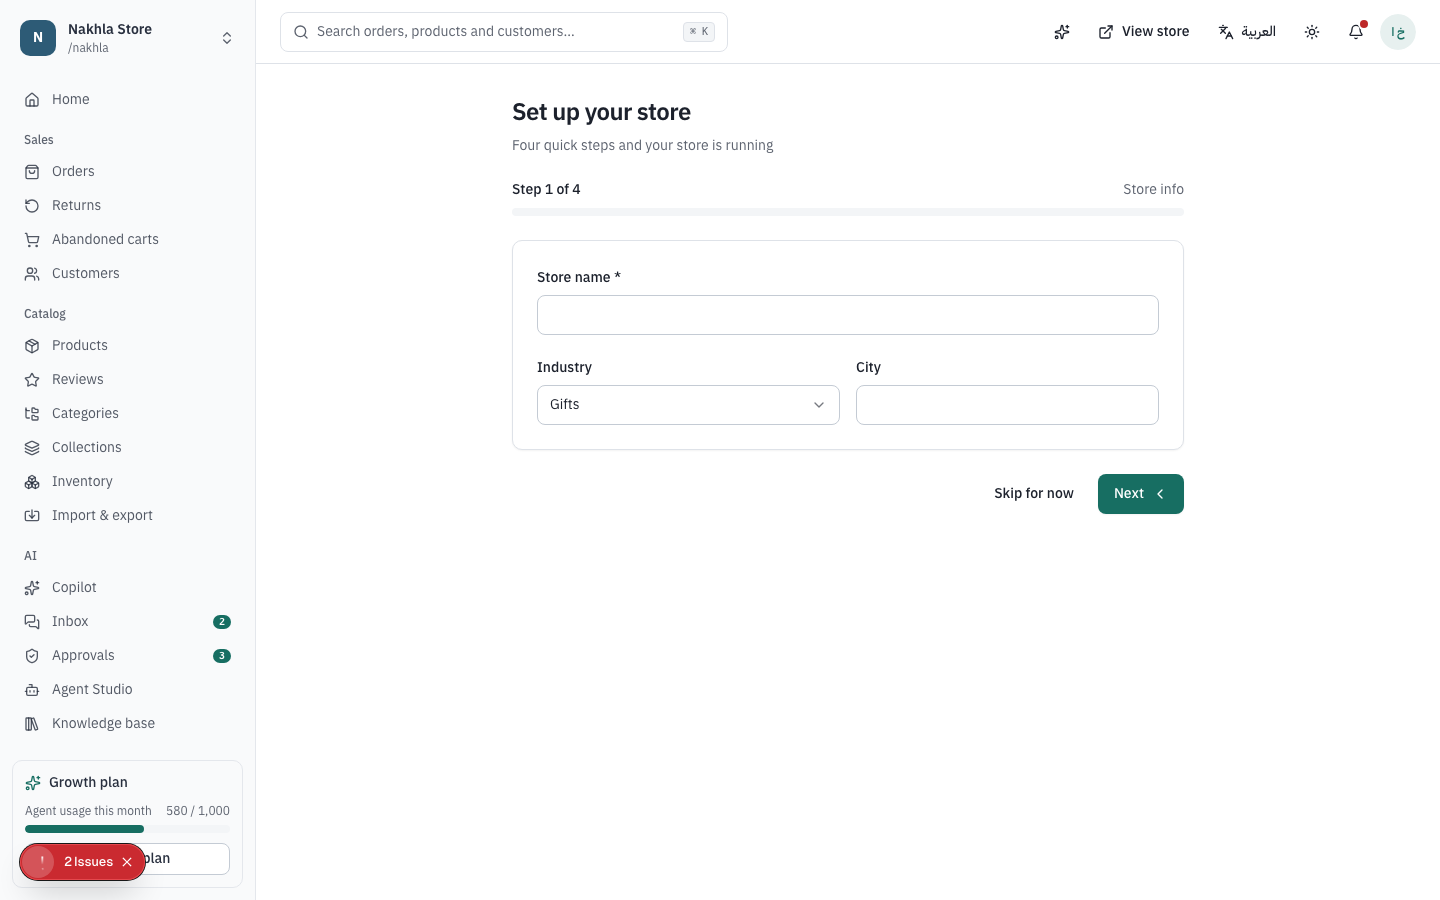 N
Nakhla Store
/nakhla
Search orders, products and customers...
⌘ K
View store
العربية
خ ا
Home
Sales
Orders
Returns
Abandoned carts
Customers
Catalog
Products
Reviews
Categories
Collections
Inventory
Import & export
AI
Copilot
Inbox
2
Approvals
3
Agent Studio
Knowledge base
Growth plan
Agent usage this month 580 / 1,000
plan
! 2 Issues
Set up your store
Four quick steps and your store is running
Step 1 of 4
Store info
Store name *
Industry
City
Gifts
Skip for now
Next